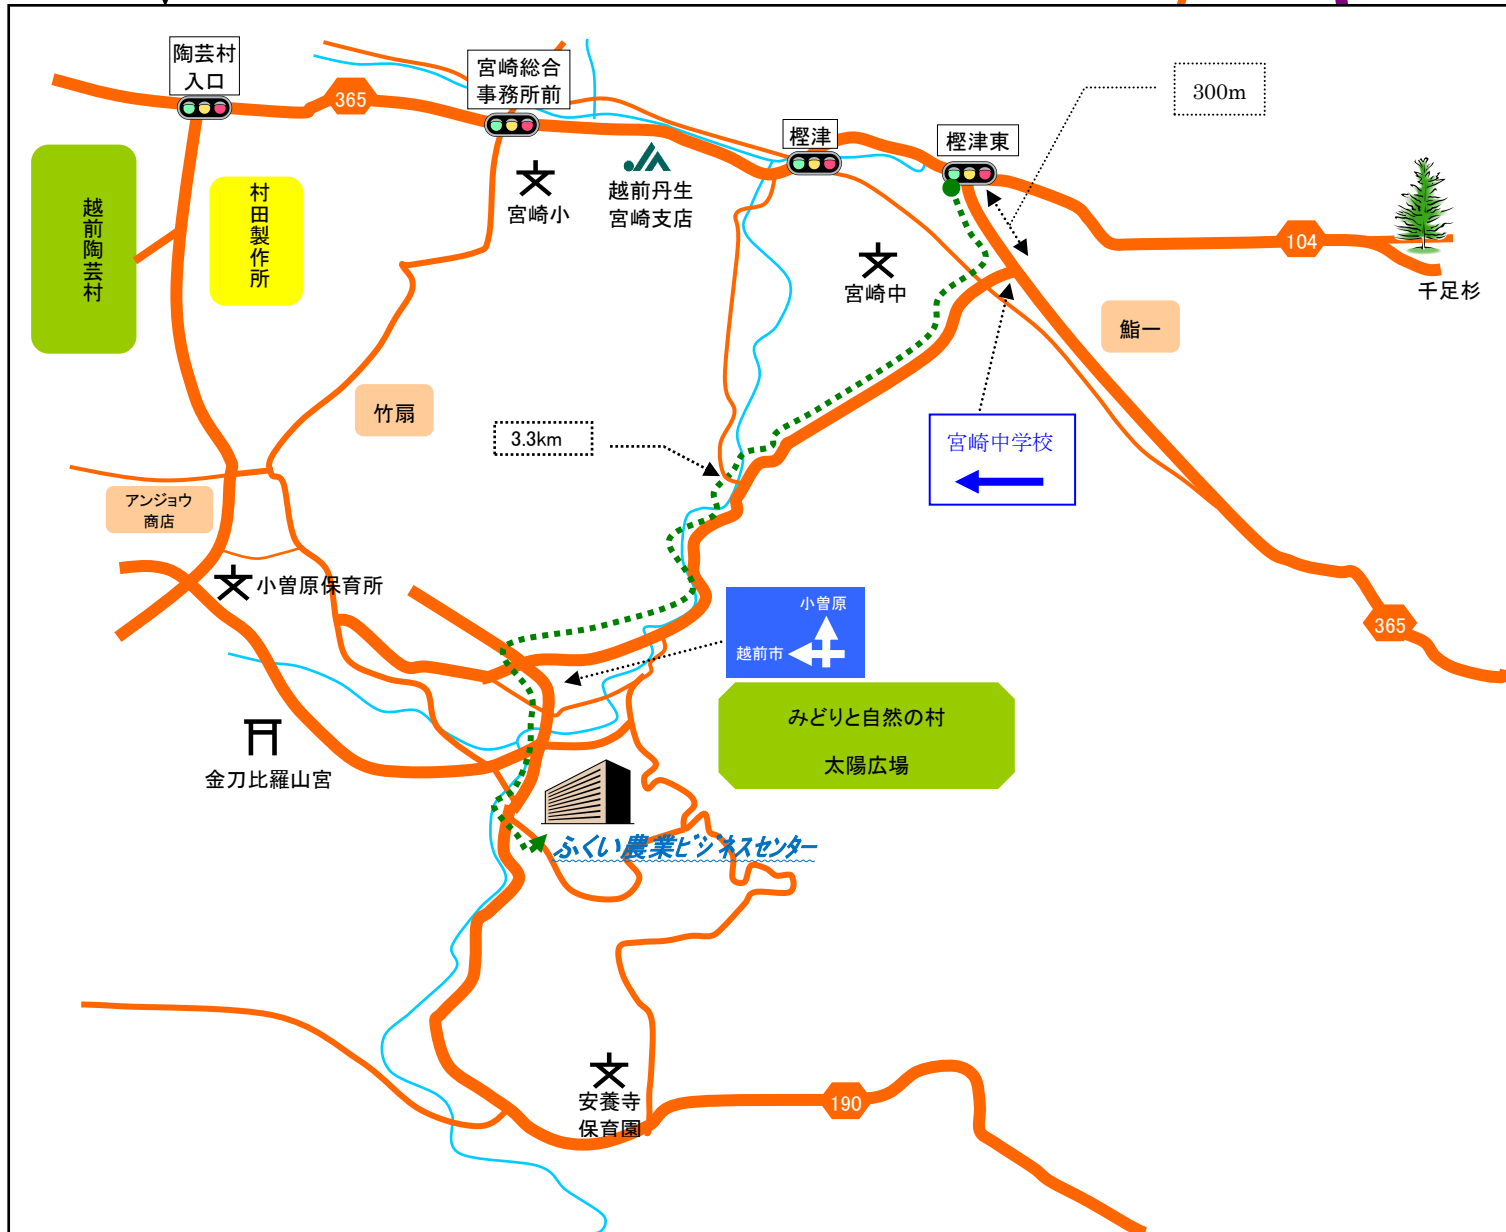 陶芸村
入口
宮崎総合
事務所前
365
樫津
樫津東
300m
越前陶芸村
村田製作所
宮崎小
越前丹生
宮崎支店
宮崎中
104
千足杉
鮨一
竹扇
3.3km
宮崎中学校
アンジョウ
商店
小曽原保育所
小曽原
越前市
365
みどりと自然の村
太陽広場
金刀比羅山宮
ふくい農業ビジネスセンター
安養寺
保育園
190